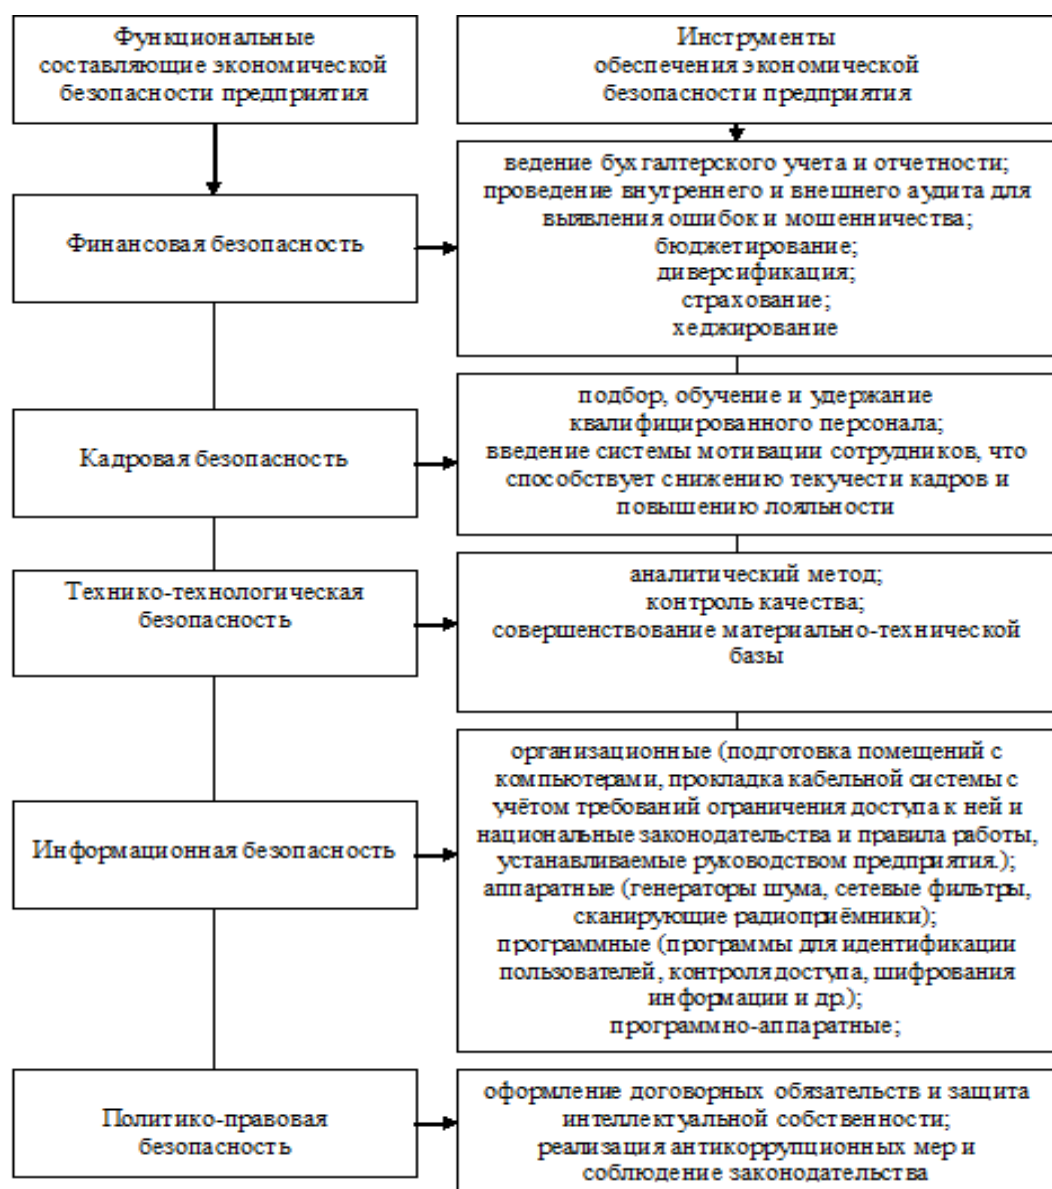 Функциональные
составляющие экономической
безопасности предприятия
Инструменты
обеспечения экономической
безопасности предприятия
Финансовая безопасность
ведение бухгалтерского учета и отчетности;
проведение внутреннего и внешнего аудита для
выявления ошибок и мошенничества;
бюджетирование;
диверсификация;
страхование;
хеджирование
Кадровая безопасность
подбор, обучение и удержание
квалифицированного персонала;
введение системы мотивации сотрудников, что
способствует снижению текучести кадров и
повышению лояльности
Технико-технологическая
безопасность
аналитический метод;
контроль качества;
совершенствование материально-технической
базы
Информационная безопасность
организационные (подготовка помещений с
компьютерами, прокладка кабельной системы с
учётом требований ограничения доступа к ней и
национальные законодательства и правила работы,
устанавливаемые руководством предприятия.);
аппаратные (генераторы шума, сетевые фильтры,
сканирующие радиоприёмники);
программные (программы для идентификации
пользователей, контроля доступа, шифрования
информации и др.);
программно-аппаратные;
Политико-правовая
безопасность
оформление договорных обязательств и защита
интеллектуальной собственности;
реализация антикоррупционных мер и
соблюдение законодательства